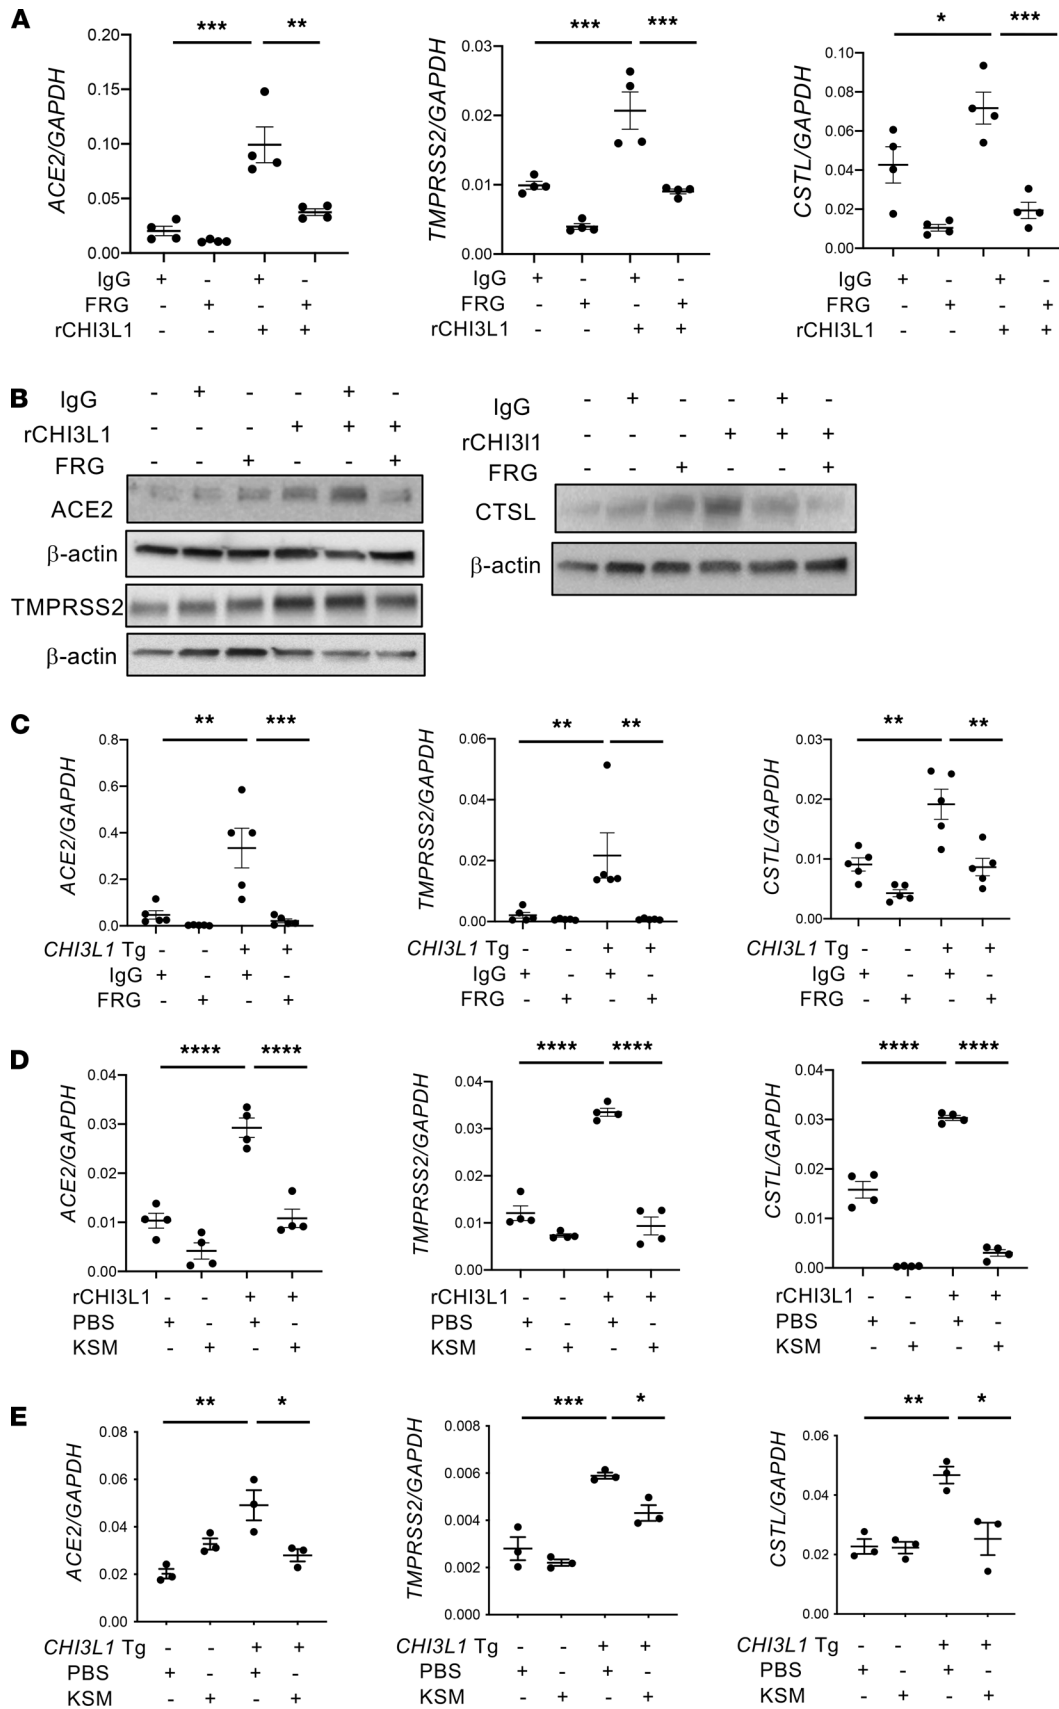 A
*** **
*** ***
* ***
ACE2/GAPDH
0.20
0.15
0.10
0.05
0.00
TMPRSS2/GAPDH
0.03
0.02
0.01
0.00
CSTL/GAPDH
0.10
0.08
0.06
0.04
0.02
0.00
IgG + - + -
FRG - + - +
rCHI3L1 - - + +
IgG + - + -
FRG - + - +
rCHI3L1 - - + +
IgG + - + -
FRG - + - +
rCHI3L1 - - + +
B
IgG - + - - + -
rCHI3L1 - - - + + +
FRG - - + - - +
ACE2
β-actin
TMPRSS2
β-actin
IgG - + - - + -
rCHI3l1 - - - + + +
FRG - - + - - +
CTSL
β-actin
C
** ***
** **
** **
ACE2/GAPDH
0.8
0.6
0.4
0.2
0.0
TMPRSS2/GAPDH
0.06
0.04
0.02
0.00
CSTL/GAPDH
0.03
0.02
0.01
0.00
CHI3L1 Tg - - + +
IgG + - + -
FRG - + - +
CHI3L1 Tg - - + +
IgG + - + -
FRG - + - +
CHI3L1 Tg - - + +
IgG + - + -
FRG - + - +
D
**** ****
**** ****
**** ****
ACE2/GAPDH
0.04
0.03
0.02
0.01
0.00
TMPRSS2/GAPDH
0.04
0.03
0.02
0.01
0.00
CSTL/GAPDH
0.04
0.03
0.02
0.01
0.00
rCHI3L1 - - + +
PBS + - + -
KSM - + - +
rCHI3L1 - - + +
PBS + - + -
KSM - + - +
rCHI3L1 - - + +
PBS + - + -
KSM - + - +
E
** *
*** *
** *
ACE2/GAPDH
0.08
0.06
0.04
0.02
0.00
TMPRSS2/GAPDH
0.008
0.006
0.004
0.002
0.000
CSTL/GAPDH
0.06
0.04
0.02
0.00
CHI3L1 Tg - - + +
PBS + - + -
KSM - + - +
CHI3L1 Tg - - + +
PBS + - + -
KSM - + - +
CHI3L1 Tg - - + +
PBS + - + -
KSM - + - +